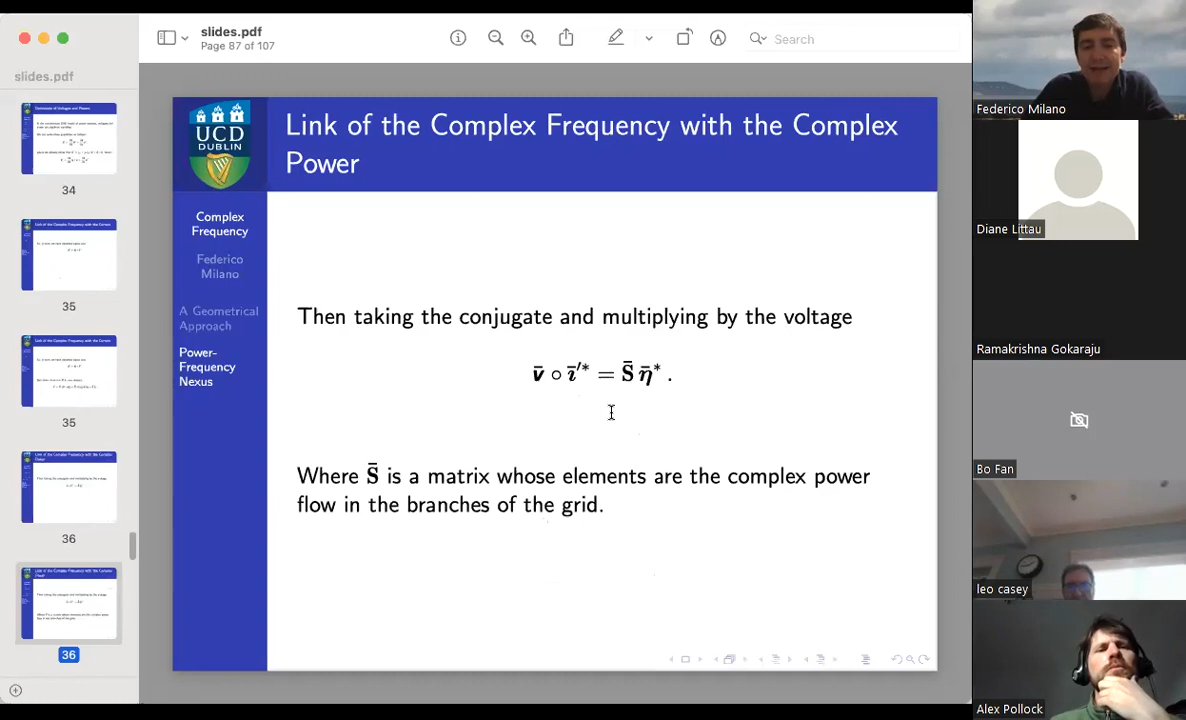 slides.pdf
Page 87 of 107
Search
slides.pdf
34
35
35
36
36
UCD
DUBLIN
Link of the Complex Frequency with the Complex
Power
Complex
Frequency
Federico
Milano
A Geometrical
Approach
Power-
Frequency
Nexus
Then taking the conjugate and multiplying by the voltage
v̄ ∘ ῑ′* = S̄ η̄* .
Where S̄ is a matrix whose elements are the complex power
flow in the branches of the grid.
Federico Milano
Diane Littau
Ramakrishna Gokaraju
Bo Fan
leo casey
Alex Pollock